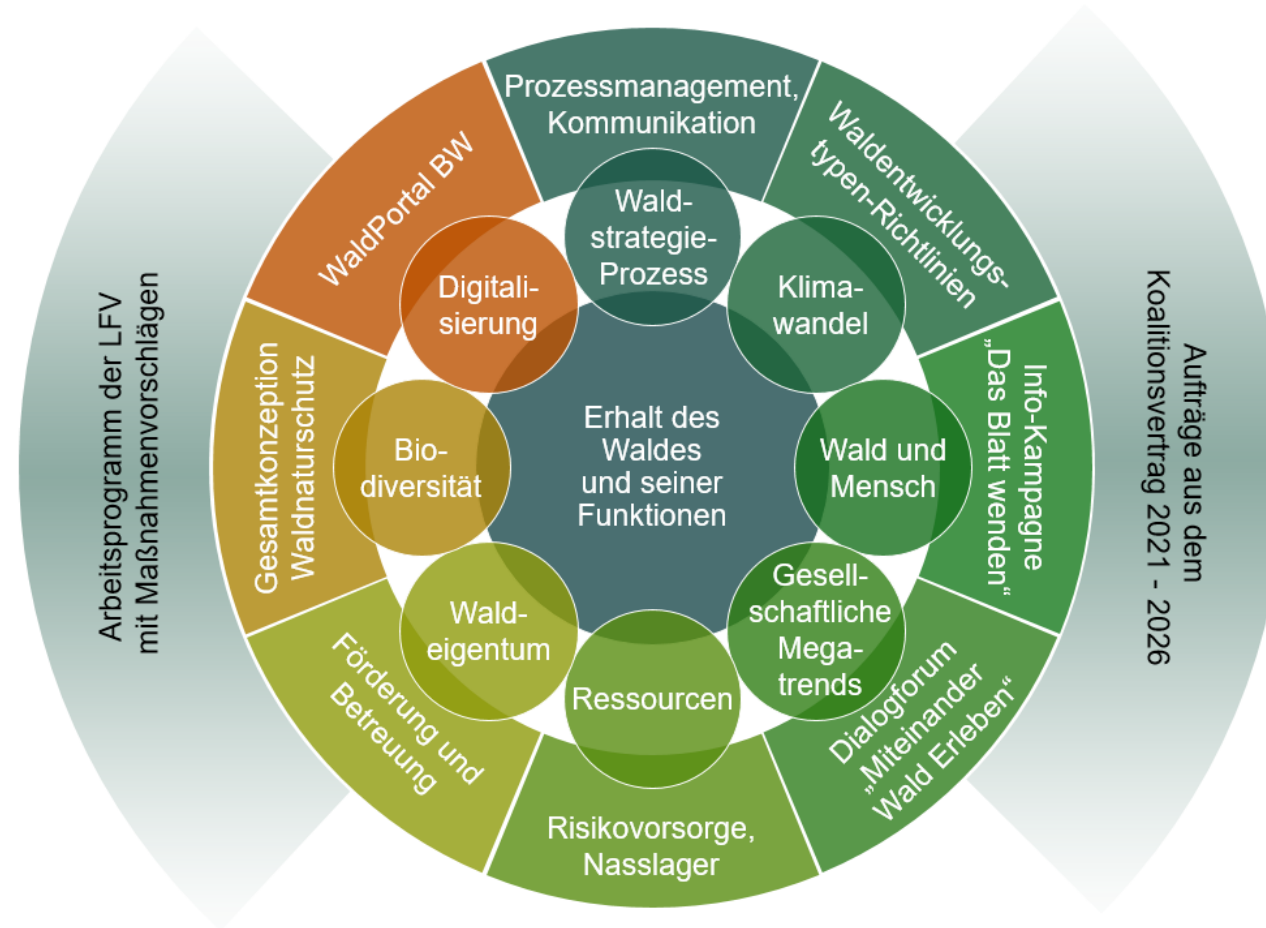 Prozessmanagement,
Kommunikation
Waldentwicklungs-
typen-Richtlinien
Info-Kampagne
„Das Blatt wenden“
Dialogforum
„Miteinander
Wald Erleben“
Risikovorsorge,
Nasslager
Förderung und
Betreuung
Gesamtkonzeption
Waldnaturschutz
WaldPortal BW
Wald-
strategie-
Prozess
Klima-
wandel
Wald und
Mensch
Gesell-
schaftliche
Mega-
trends
Ressourcen
Wald-
eigentum
Bio-
diversität
Digitali-
sierung
Erhalt des
Waldes
und seiner
Funktionen
Arbeitsprogramm der LFV
mit Maßnahmenvorschlägen
Aufträge aus dem
Koalitionsvertrag 2021 - 2026